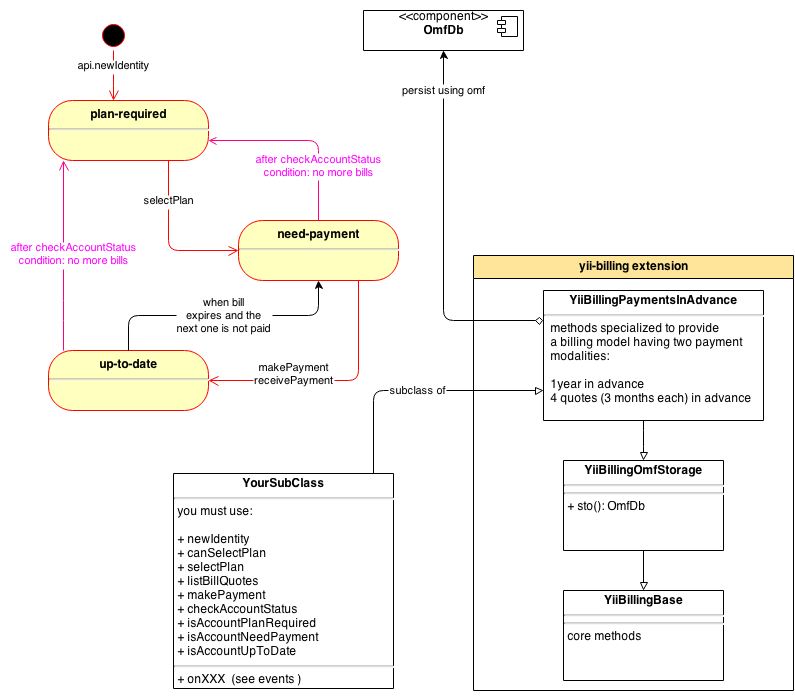 <<component>>
OmfDb
api.newIdentity
persist using omf
plan-required
after checkAccountStatus
condition: no more bills
selectPlan
need-payment
after checkAccountStatus
condition: no more bills
yii-billing extension
when bill
expires and the
next one is not paid
YiiBillingPaymentsInAdvance
methods specialized to provide
a billing model having two payment
modalities:
1year in advance
4 quotes (3 months each) in advance
up-to-date
makePayment
receivePayment
subclass of
YiiBillingOmfStorage
+ sto(): OmfDb
YourSubClass
you must use:
+ newIdentity
+ canSelectPlan
+ selectPlan
+ listBillQuotes
+ makePayment
+ checkAccountStatus
+ isAccountPlanRequired
+ isAccountNeedPayment
+ isAccountUpToDate
+ onXXX  (see events )
YiiBillingBase
core methods